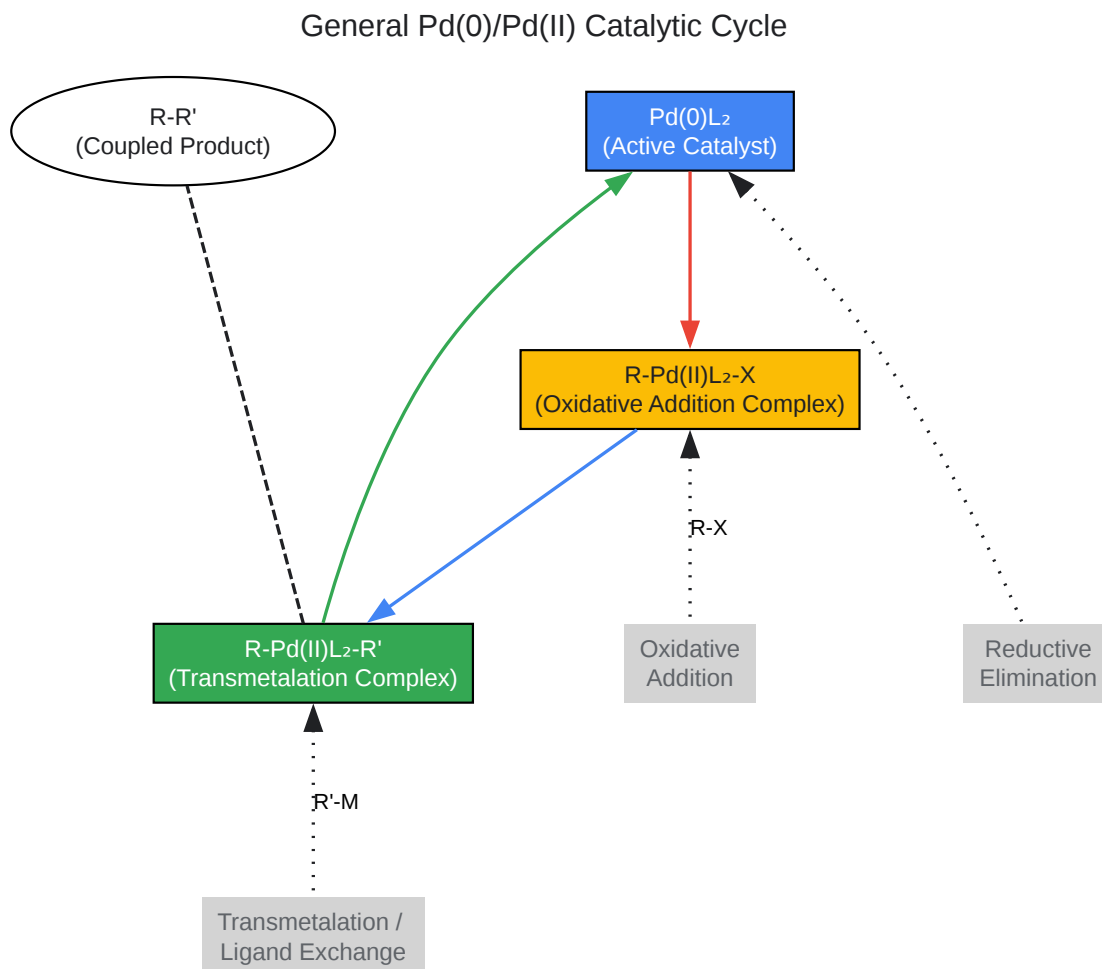 General Pd(0)/Pd(II) Catalytic Cycle
R-R'
(Coupled Product)
Pd(0)L₂
(Active Catalyst)
R-Pd(II)L₂-X
(Oxidative Addition Complex)
R-X
R-Pd(II)L₂-R'
(Transmetalation Complex)
Oxidative
Addition
Reductive
Elimination
R'-M
Transmetalation /
Ligand Exchange